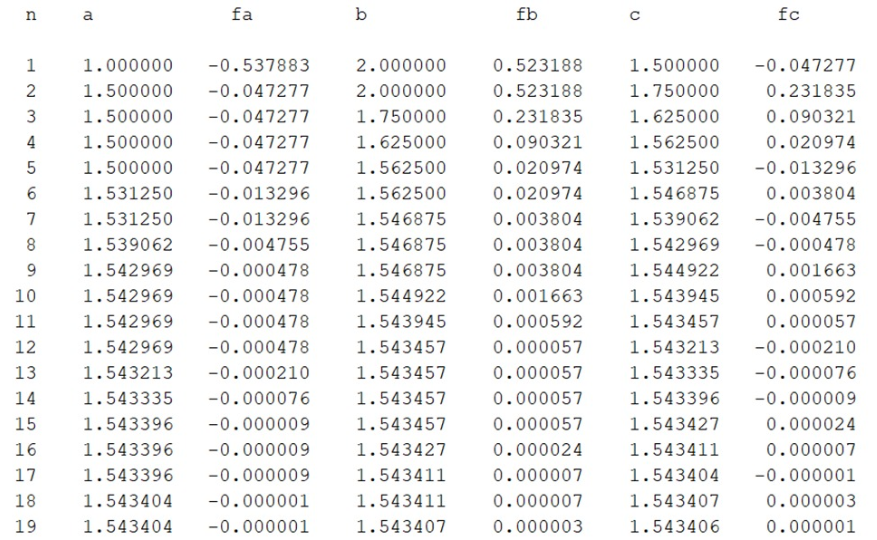 n a fa b fb c fc
1 1.000000 -0.537883 2.000000 0.523188 1.500000 -0.047277
2 1.500000 -0.047277 2.000000 0.523188 1.750000 0.231835
3 1.500000 -0.047277 1.750000 0.231835 1.625000 0.090321
4 1.500000 -0.047277 1.625000 0.090321 1.562500 0.020974
5 1.500000 -0.047277 1.562500 0.020974 1.531250 -0.013296
6 1.531250 -0.013296 1.562500 0.020974 1.546875 0.003804
7 1.531250 -0.013296 1.546875 0.003804 1.539062 -0.004755
8 1.539062 -0.004755 1.546875 0.003804 1.542969 -0.000478
9 1.542969 -0.000478 1.546875 0.003804 1.544922 0.001663
10 1.542969 -0.000478 1.544922 0.001663 1.543945 0.000592
11 1.542969 -0.000478 1.543945 0.000592 1.543457 0.000057
12 1.542969 -0.000478 1.543457 0.000057 1.543213 -0.000210
13 1.543213 -0.000210 1.543457 0.000057 1.543335 -0.000076
14 1.543335 -0.000076 1.543457 0.000057 1.543396 -0.000009
15 1.543396 -0.000009 1.543457 0.000057 1.543427 0.000024
16 1.543396 -0.000009 1.543427 0.000024 1.543411 0.000007
17 1.543396 -0.000009 1.543411 0.000007 1.543404 -0.000001
18 1.543404 -0.000001 1.543411 0.000007 1.543407 0.000003
19 1.543404 -0.000001 1.543407 0.000003 1.543406 0.000001